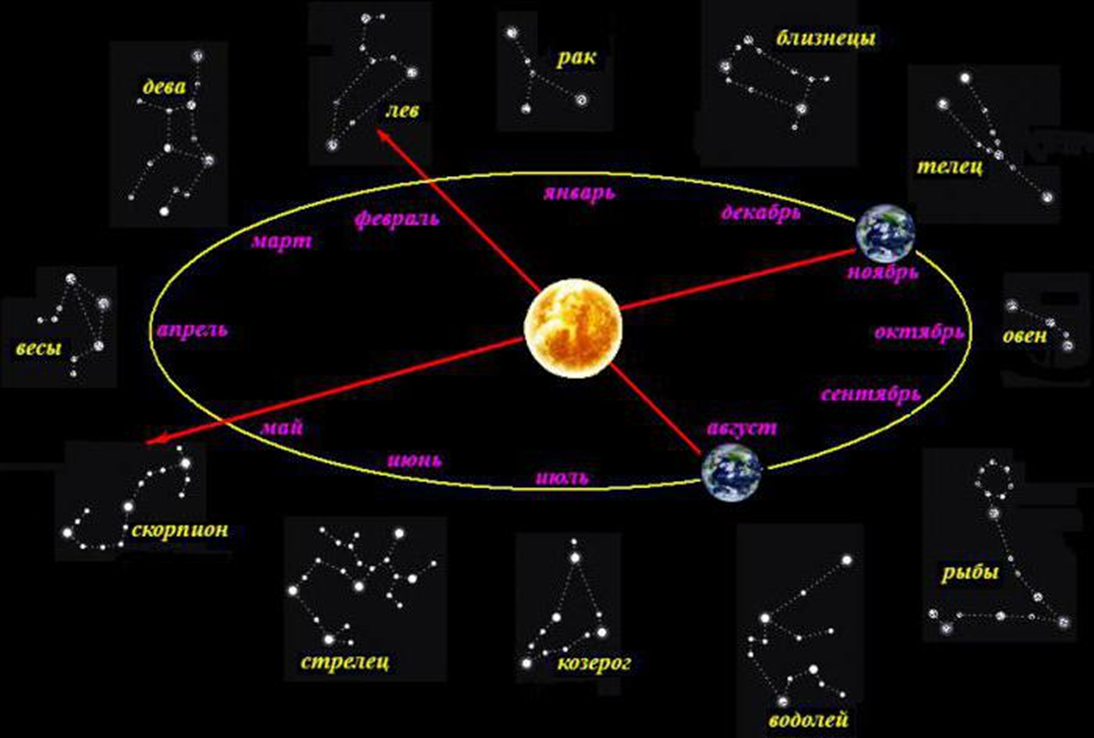 близнецы
рак
дева
лев
телец
январь
декабрь
февраль
март
ноябрь
апрель
октябрь
овен
весы
сентябрь
май
август
июнь
июль
скорпион
рыбы
стрелец
козерог
водолей